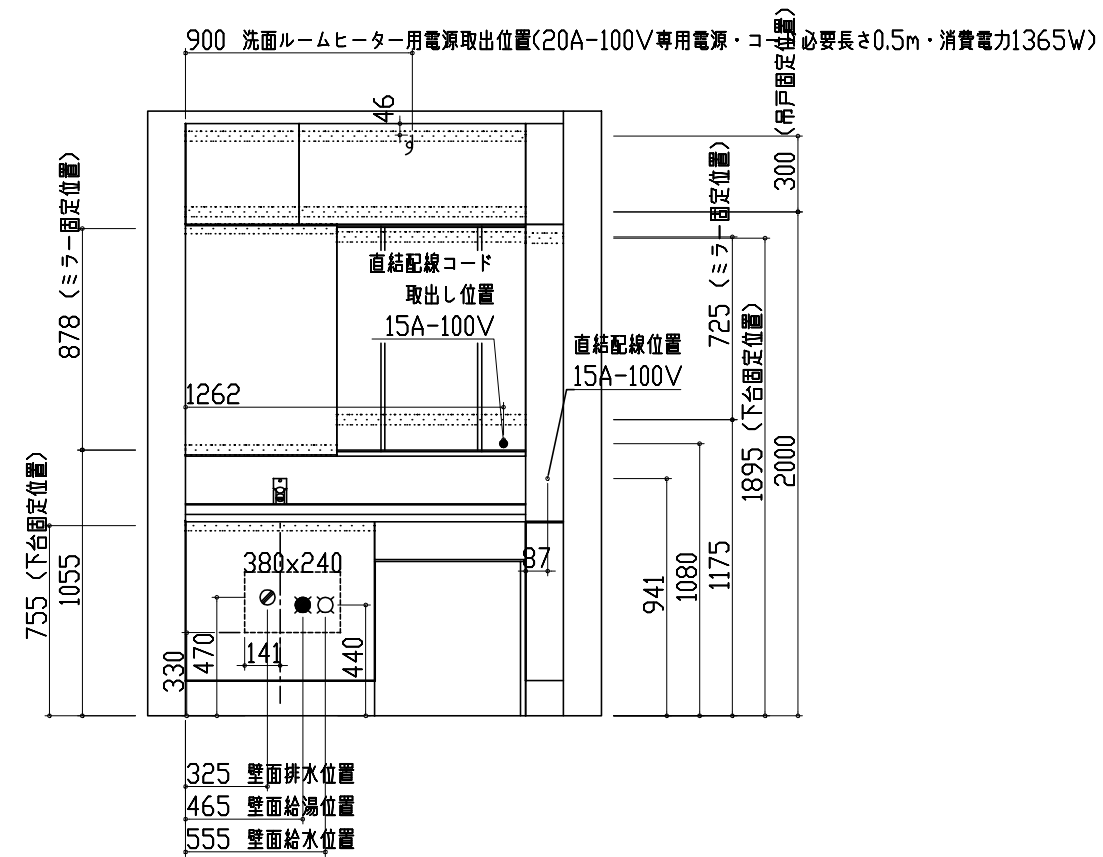 900 洗面ルームヒーター用電源取出位置(20A-100V専用電源・コード必要長さ0.5m・消費電力1365W)
46
(吊戸固定位置)
300
878 (ミラー固定位置)
725 (ミラー固定位置)
直結配線コード
取出し位置
15A-100V
直結配線位置
15A-100V
1262
1895 (下台固定位置)
2000
755 (下台固定位置)
1055
380x240
87
941
1080
1175
330
470
141
440
325 壁面排水位置
465 壁面給湯位置
555 壁面給水位置